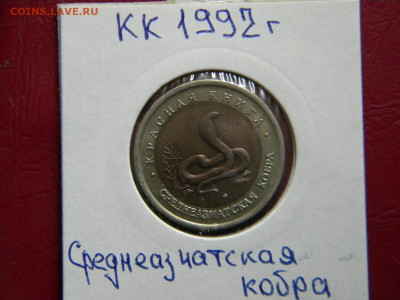 COINS.LAVE.RU
КК 1992г
• КРАСНАЯ КНИГА •
СРЕДНЕАЗИАТСКАЯ КОБРА
Среднеазиатская
кобра